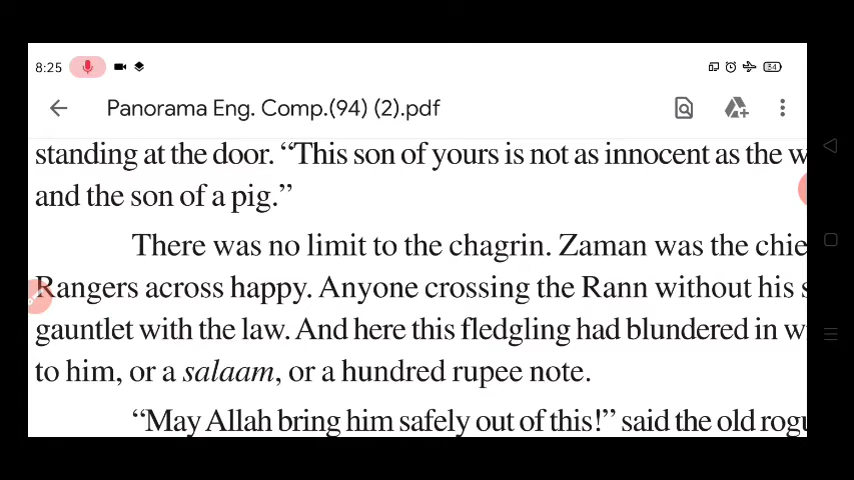 8:25 34
Panorama Eng. Comp.(94) (2).pdf
standing at the door. “This son of yours is not as innocent as the
and the son of a pig.”
There was no limit to the chagrin. Zaman was the
Rangers across happy. Anyone crossing the Rann without his
gauntlet with the law. And here this fledgling had blundered in
to him, or a salaam, or a hundred rupee note.
“May Allah bring him safely out of this!” said the old